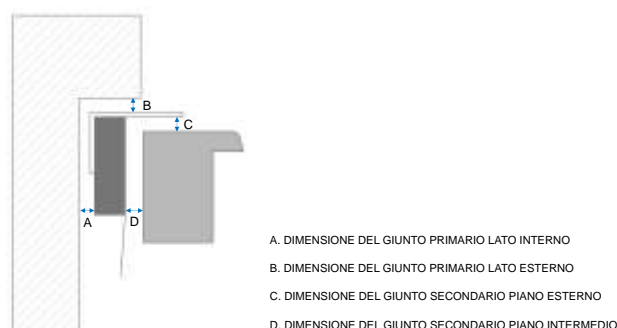 B
C
A
D
A. DIMENSIONE DEL GIUNTO PRIMARIO LATO INTERNO
B. DIMENSIONE DEL GIUNTO PRIMARIO LATO ESTERNO
C. DIMENSIONE DEL GIUNTO SECONDARIO PIANO ESTERNO
D. DIMENSIONE DEL GIUNTO SECONDARIO PIANO INTERMEDIO